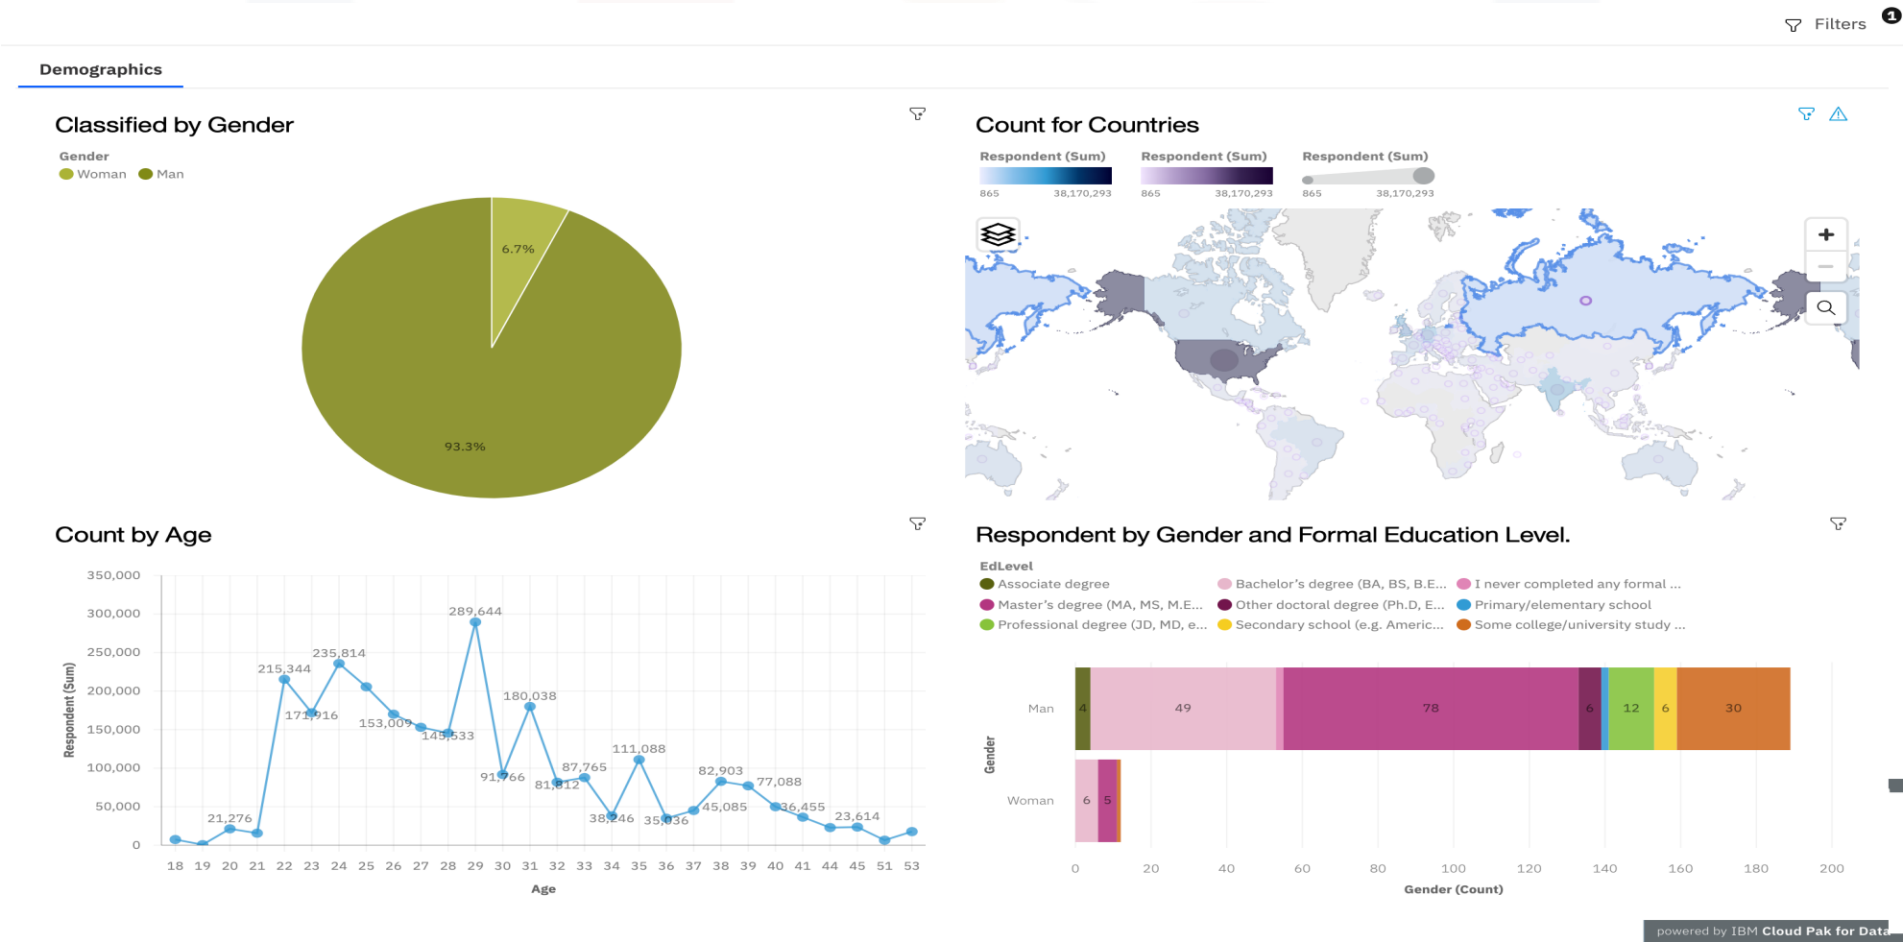 Filters
1
Demographics
Classified by Gender
Gender
Woman Man
6.7%
93.3%
Count for Countries
Respondent (Sum) Respondent (Sum) Respondent (Sum)
865 38,170,293 865 38,170,293 865 38,170,293
Count by Age
Respondent (Sum)
350,000
300,000
250,000
200,000
150,000
100,000
50,000
0
21,276
215,344
171,916
235,814
153,009
145,533
289,644
91,766
180,038
81,812
87,765
38,246
111,088
35,036
45,085
82,903
77,088
36,455
23,614
18 19 20 21 22 23 24 25 26 27 28 29 30 31 32 33 34 35 36 37 38 39 40 41 44 45 51 53
Age
Respondent by Gender and Formal Education Level.
EdLevel
Associate degree Bachelor's degree (BA, BS, B.E... I never completed any formal ...
Master's degree (MA, MS, M.E... Other doctoral degree (Ph.D, E... Primary/elementary school
Professional degree (JD, MD, e... Secondary school (e.g. Americ... Some college/university study ...
Gender
Man 4 49 78 6 12 6 30
Woman 6 5
0 20 40 60 80 100 120 140 160 180 200
Gender (Count)
powered by IBM Cloud Pak for Data